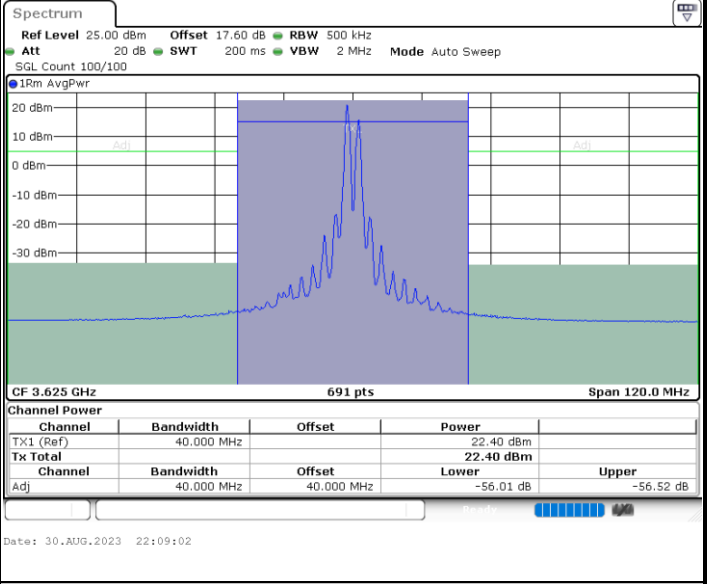 Spectrum
Ref Level 25.00 dBm Offset 17.60 dB RBW 500 kHz
Att 20 dB SWT 200 ms VBW 2 MHz Mode Auto Sweep
SGL Count 100/100
1Rm AvgPwr
20 dBm
10 dBm
Adj Tx Adj
0 dBm
-10 dBm
-20 dBm
-30 dBm
CF 3.625 GHz 691 pts Span 120.0 MHz
Channel Power
Channel Bandwidth Offset Power
TX1 (Ref) 40.000 MHz 22.40 dBm
Tx Total 22.40 dBm
Channel Bandwidth Offset Lower Upper
Adj 40.000 MHz 40.000 MHz -56.01 dB -56.52 dB
Ready
Date: 30.AUG.2023 22:09:02